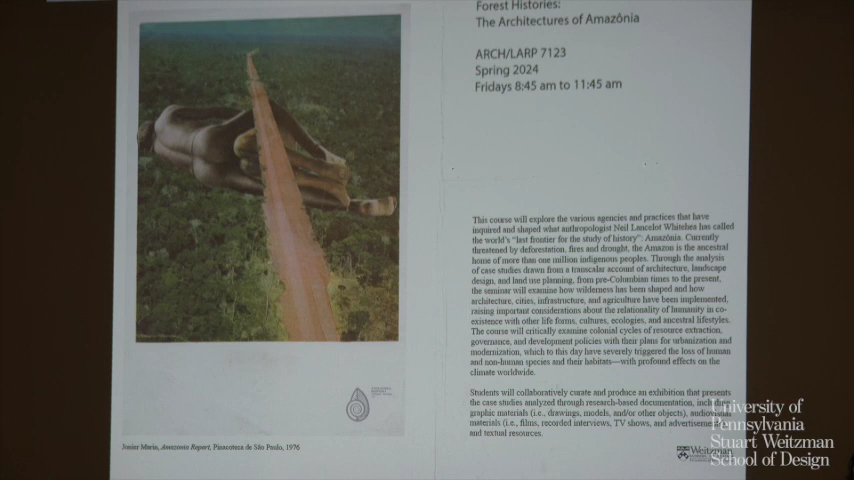 Forest Histories:
The Architectures of Amazônia
ARCH/LARP 7123
Spring 2024
Fridays 8:45 am to 11:45 am
This course will explore the various agencies and practices that have
inquired and shaped what anthropologist Neil Lancelot Whitehea has called
the world's "last frontier for the study of history": Amazônia. Currently
threatened by deforestation, fires and drought, the Amazon is the ancestral
home of more than one million indigenous peoples. Through the analysis
of case studies drawn from a transcalar account of architecture, landscape
design, and land use planning, from pre-Columbian times to the present,
the seminar will examine how wilderness has been shaped and how
architecture, cities, infrastructure, and agriculture have been implemented,
raising important considerations about the relationality of humanity in co-
existence with other life forms, cultures, ecologies, and ancestral lifestyles.
The course will critically examine colonial cycles of resource extraction,
governance, and development policies with their plans for urbanization and
modernization, which to this day have severely triggered the loss of human
and non-human species and their habitats—with profound effects on the
climate worldwide.
Students will collaboratively curate and produce an exhibition that presents
the case studies analyzed through research-based documentation, including
graphic materials (i.e., drawings, models, and/or other objects), audiovisual
materials (i.e., films, recorded interviews, TV shows, and advertisements)
and textual resources.
Junier Marin, Amazonia Report, Pinacoteca de São Paulo, 1976
Weitzman
University of
Pennsylvania
Stuart Weitzman
School of Design